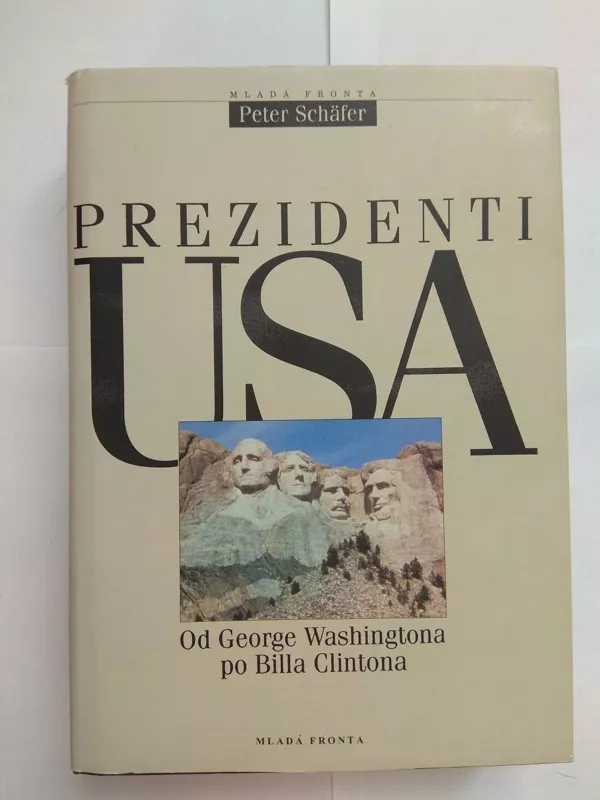 MLADÁ FRONTA
Peter Schäfer
PREZIDENTI
USA
Od George Washingtona
po Billa Clintona
MLADÁ FRONTA